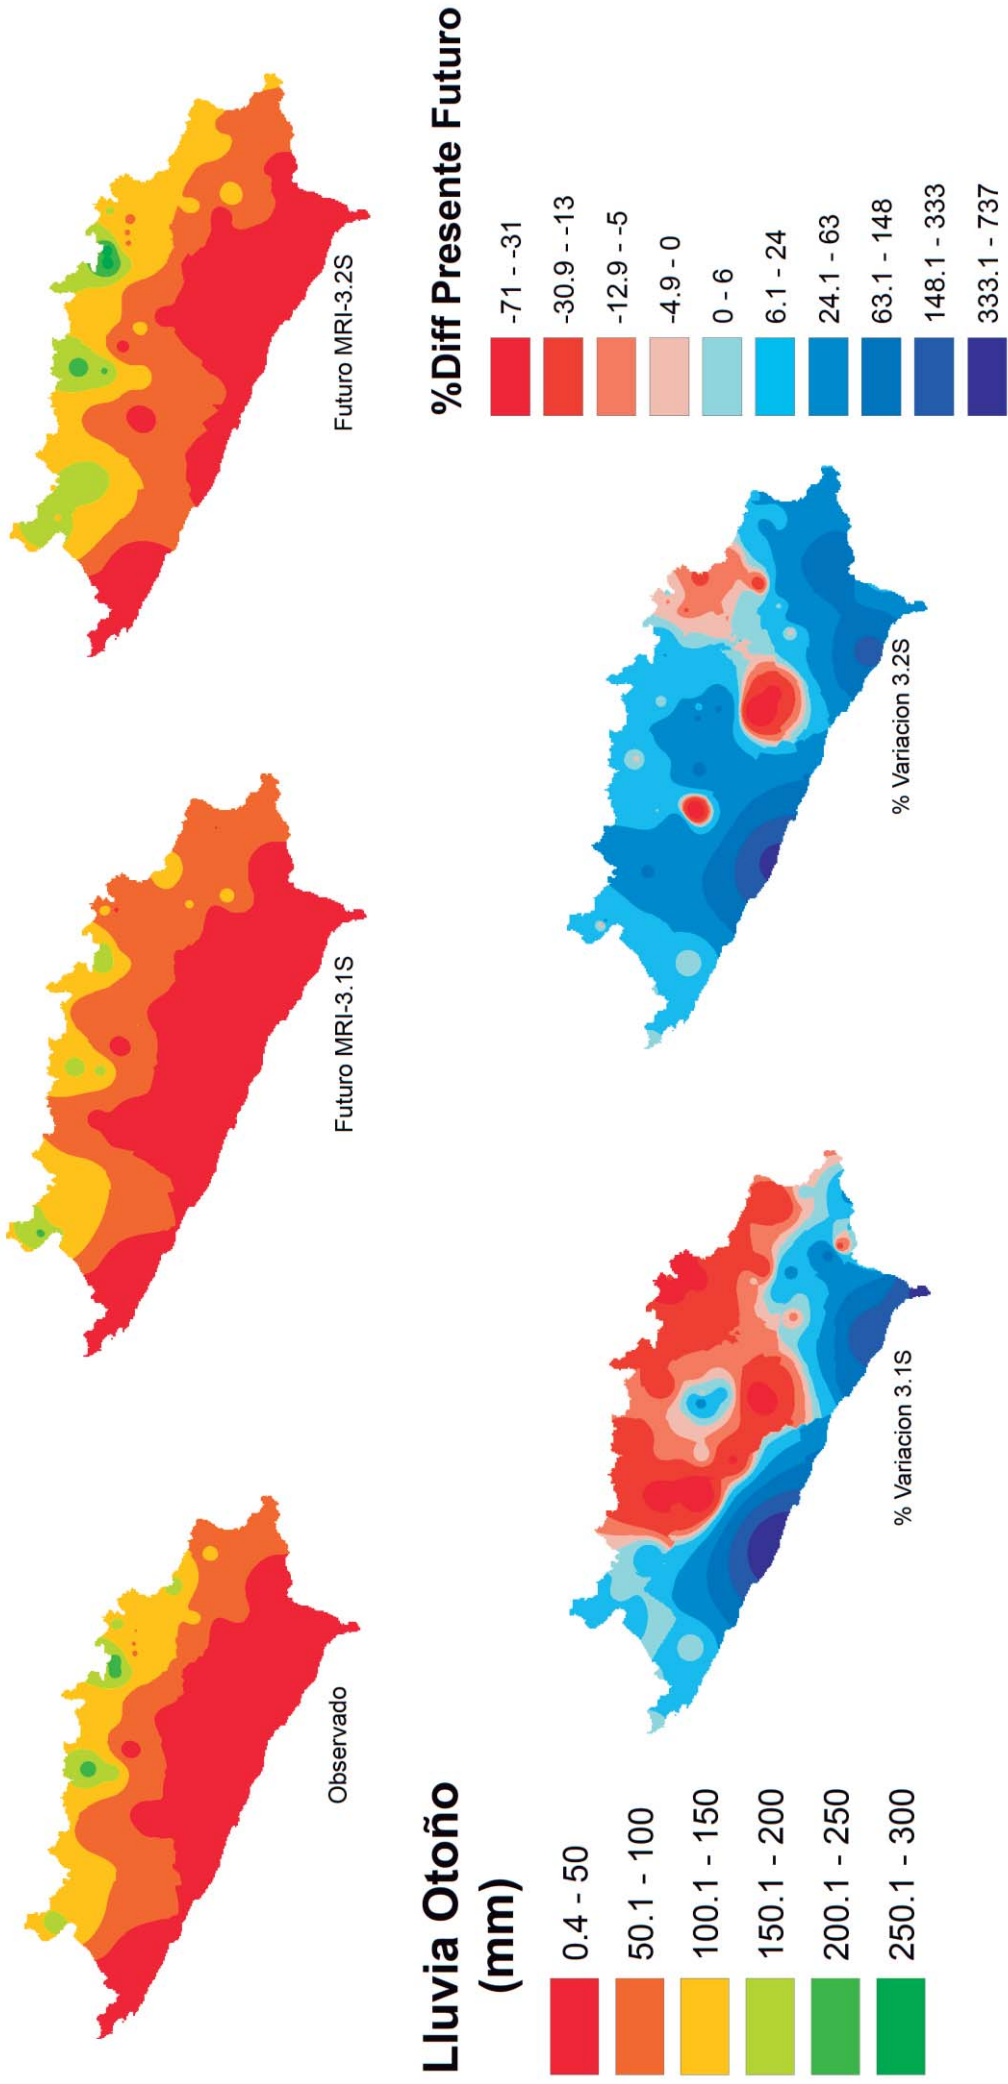 Observado
Futuro MRI-3.1S
Futuro MRI-3.2S
Lluvia Otoño
(mm)
0.4 - 50
50.1 - 100
100.1 - 150
150.1 - 200
200.1 - 250
250.1 - 300
% Variacion 3.1S
% Variacion 3.2S
%Diff Presente Futuro
-71 - -31
-30.9 - -13
-12.9 - -5
-4.9 - 0
0 - 6
6.1 - 24
24.1 - 63
63.1 - 148
148.1 - 333
333.1 - 737